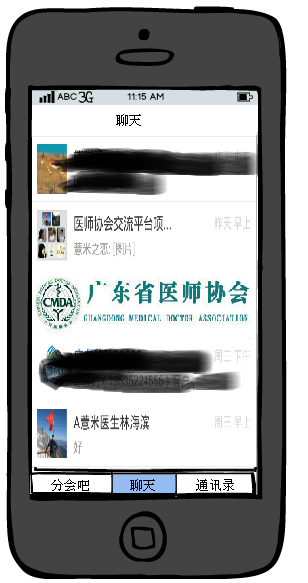 ABC 3G 11:15 AM
聊天
医师协会交流平台项... 昨天 早上
薏米之恋: [图片]
CMDA
广东省医师协会
GUANGDONG MEDICAL DOCTOR ASSOCIATION
周二 下午
A薏米医生林海滨 周三 早上
好
分会吧 聊天 通讯录